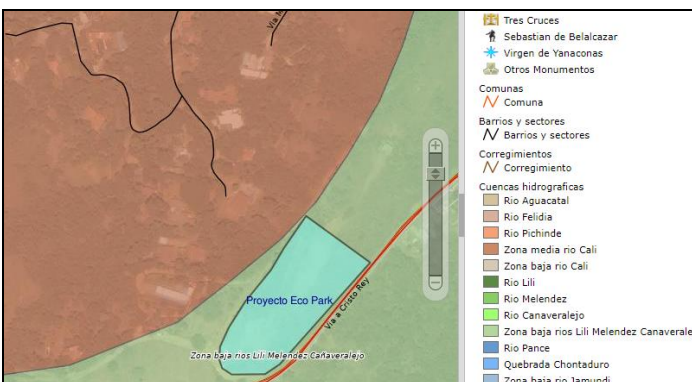 Via
Proyecto Eco Park
Via a Cristo Rey
Zona baja rios Lili Melendez Cañaveralejo
Tres Cruces
Sebastian de Belalcazar
Virgen de Yanaconas
Otros Monumentos
Comunas
Comuna
Barrios y sectores
Barrios y sectores
Corregimientos
Corregimiento
Cuencas hidrograficas
Rio Aguacatal
Rio Felidia
Rio Pichinde
Zona media rio Cali
Zona baja rio Cali
Rio Lili
Rio Melendez
Rio Canaveralejo
Zona baja rios Lili Melendez Canaverale
Rio Pance
Quebrada Chontaduro
Zona baja rio Jamundi